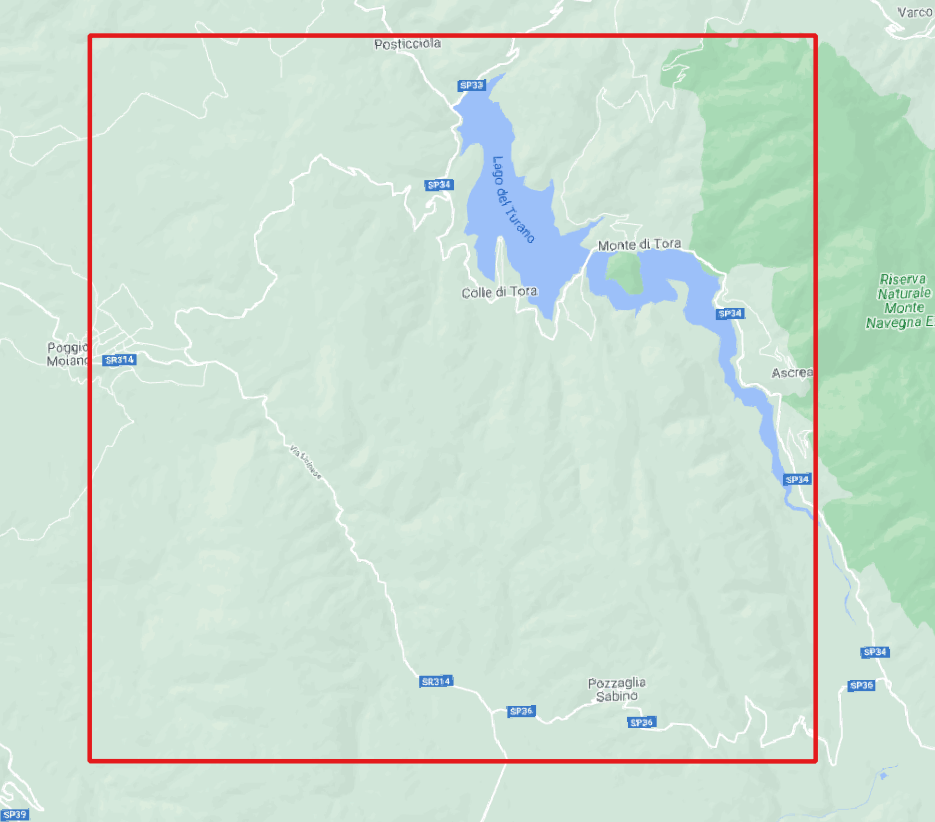 Varco
Posticciola
SP33
SP34
Lago del Turano
Monte di Tora
Colle di Tora
Riserva
Naturale
Monte
Navegna E
SP34
Poggio
Moiano
SR314
Ascrea
SP34
SP34
SR314
Pozzaglia
Sabino
SP36
SP36
SP36
SP39